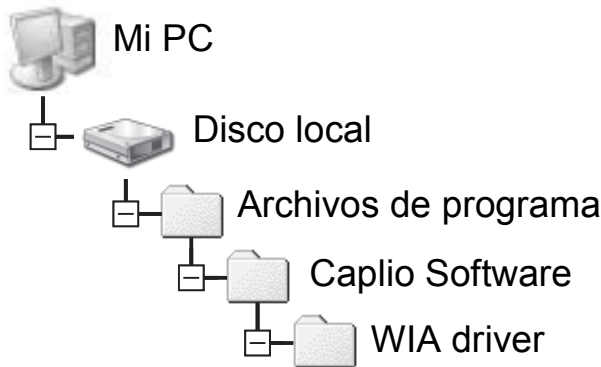 Mi PC
Disco local
Archivos de programa
Caplio Software
WIA driver